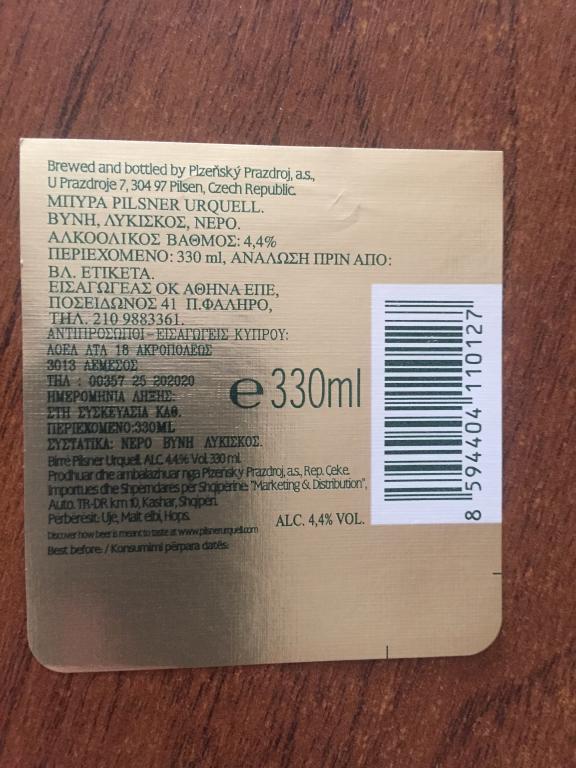 Brewed and bottled by Plzeňský Prazdroj, a.s.,
U Prazdroje 7, 304 97 Pilsen, Czech Republic.
ΜΠΥΡΑ PILSNER URQUELL.
ΒΥΝΗ, ΛΥΚΙΣΚΟΣ, ΝΕΡΟ.
ΑΛΚΟΟΛΙΚΟΣ ΒΑΘΜΟΣ: 4,4%
ΠΕΡΙΕΧΟΜΕΝΟ: 330 ml, ΑΝΑΛΩΣΗ ΠΡΙΝ ΑΠΟ:
ΒΛ. ΕΤΙΚΕΤΑ.
ΕΙΣΑΓΩΓΕΑΣ ΟΚ ΑΘΗΝΑ ΕΠΕ,
ΠΟΣΕΙΔΩΝΟΣ 41 Π.ΦΑΛΗΡΟ,
ΤΗΛ. 210 9883361.
ΑΝΤΙΠΡΟΣΩΠΟΙ-ΕΙΣΑΓΩΓΕΙΣ ΚΥΠΡΟΥ:
ΛΟΕΛ ΛΤΔ 18 ΑΚΡΟΠΟΛΕΩΣ
3013 ΛΕΜΕΣΟΣ
ΤΗΛ : 00357 25 202020
ΗΜΕΡΟΜΗΝΙΑ ΛΗΞΗΣ:
ΣΤΗ ΣΥΣΚΕΥΑΣΙΑ ΚΑΘ.
ΠΕΡΙΕΧΟΜΕΝΟ:330ML
ΣΥΣΤΑΤΙΚΑ: ΝΕΡΟ ΒΥΝΗ ΛΥΚΙΣΚΟΣ.
Birrë Pilsner Urquell. ALC. 4,4% Vol. 330 ml.
Prodhuar dhe ambalazhuar nga Plzeňsky Prazdroj, a.s., Rep. Çeke.
Importues dhe Shpërndarës për Shqipërinë: "Marketing & Distribution",
Auto. TR-DR km 10, Kashar, Shqipëri.
Përbërësit: Ujë, Malt elbi, Hops.
Discover how beer is meant to taste at www.pilsnerurquell.com
Best before: / Konsumimi përpara datës:
e 330ml
ALC. 4,4% VOL.
8 594404 110127